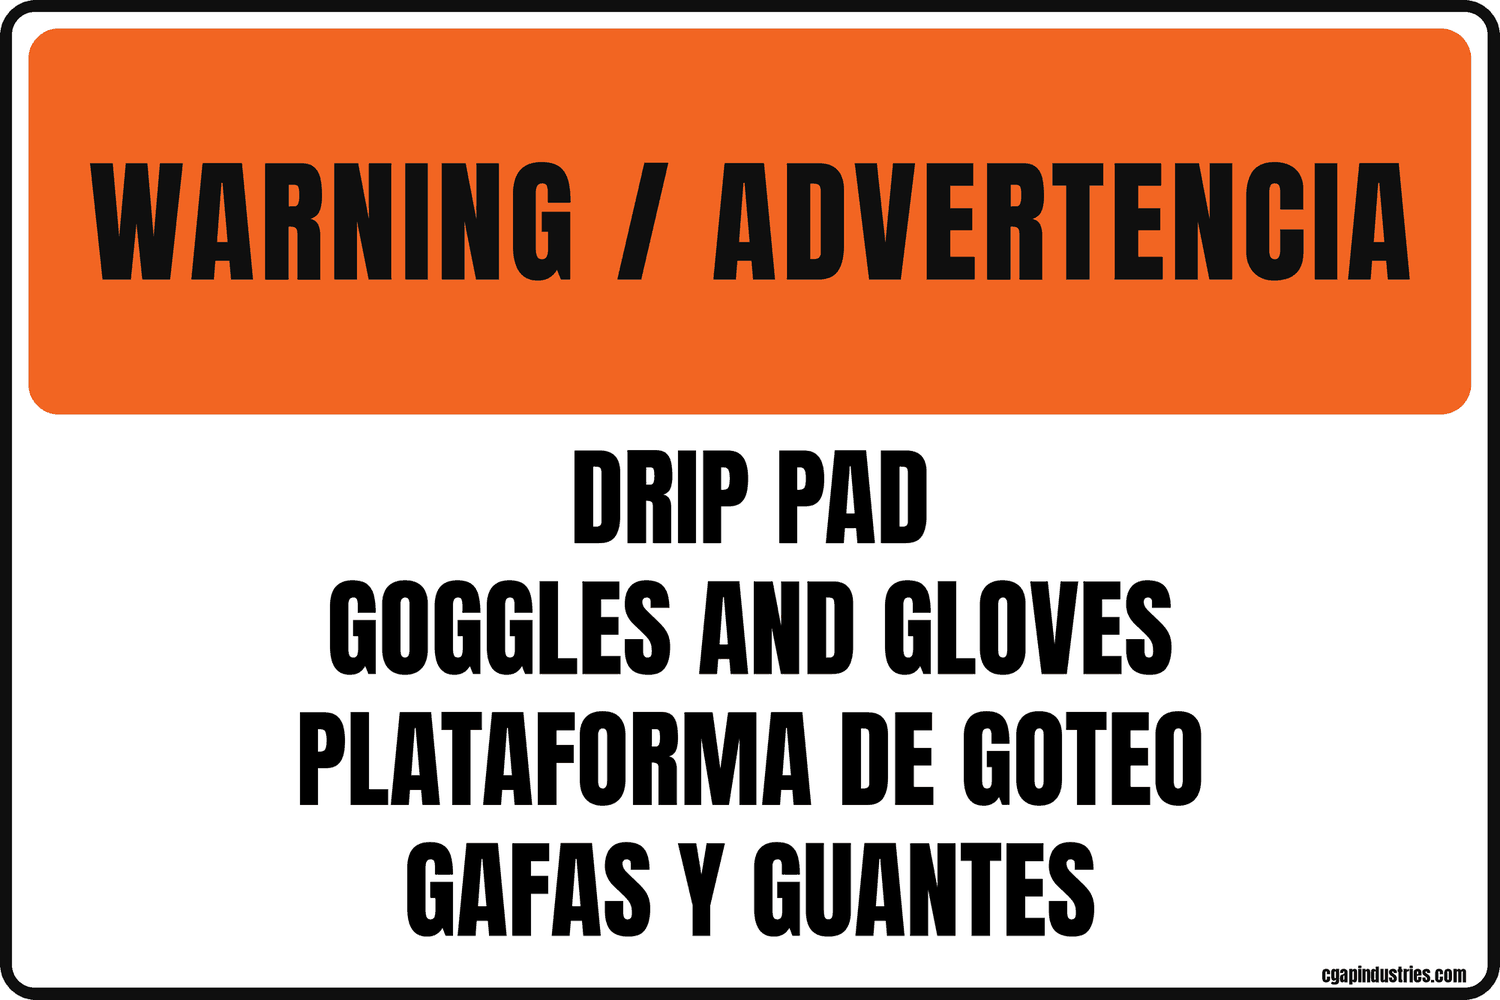 WARNING / ADVERTENCIA
DRIP PAD
GOGGLES AND GLOVES
PLATAFORMA DE GOTEO
GAFAS Y GUANTES
cgapindustries.com